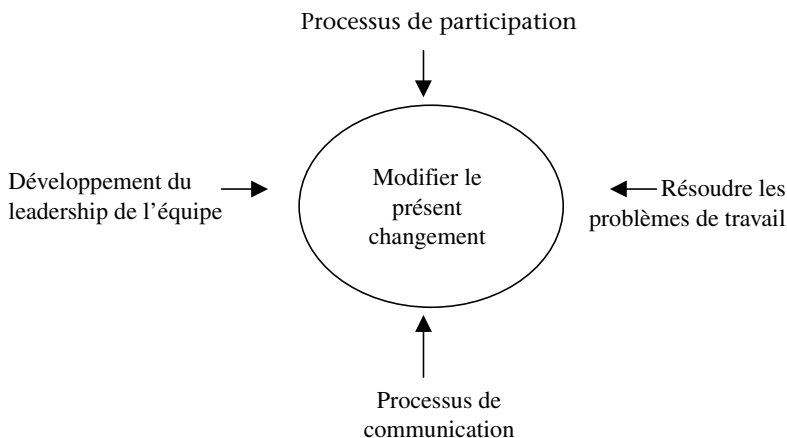 Processus de participation
Développement du
leadership de l’équipe
Modifier le
présent
changement
Résoudre les
problèmes de travail
Processus de
communication